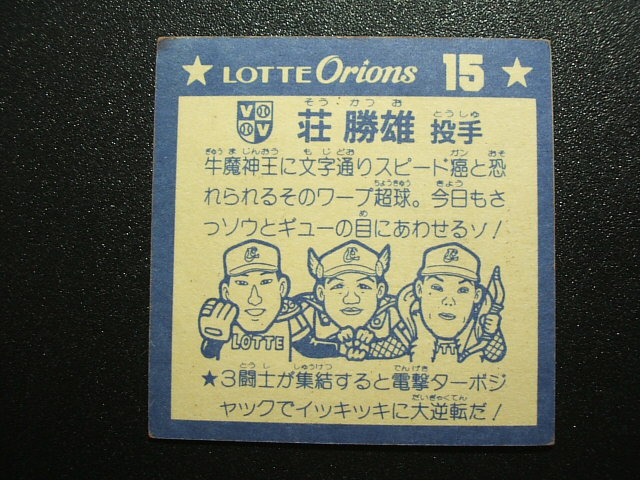 ★ LOTTE Orions 15 ★
V V
そう かつ お とうしゅ
荘 勝雄 投手
ぎゅう ま じんおう も じ どお ガン おそ
牛魔神王に文字通りスピード癌と恐
ちょうきゅう きょう
れられるそのワープ超球。今日もさ
め
っソウとギューの目にあわせるソ!
LOTTE
とう し しゅうけつ でんげき
★3闘士が集結すると電撃ターボジ
だいぎゃくてん
ャックでイッキッキに大逆転だ!